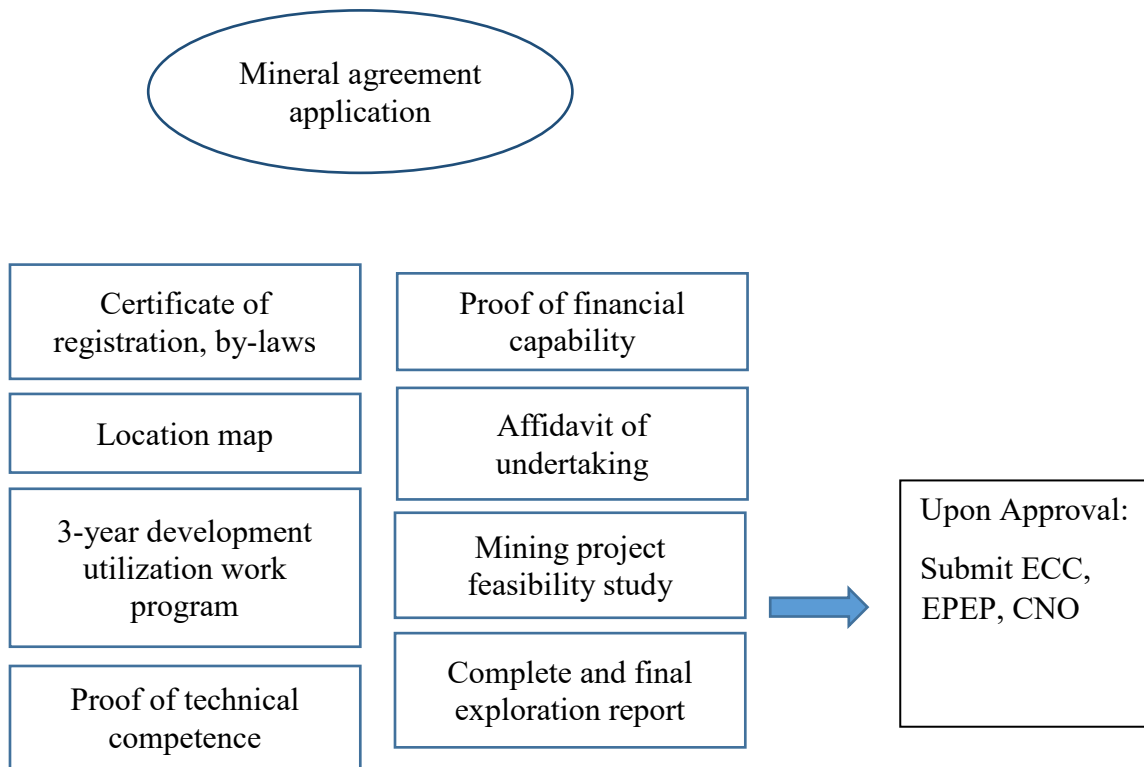 Mineral agreement
application
Certificate of
registration, by-laws
Location map
3-year development
utilization work
program
Proof of technical
competence
Proof of financial
capability
Affidavit of
undertaking
Mining project
feasibility study
Complete and final
exploration report
Upon Approval:
Submit ECC,
EPEP, CNO